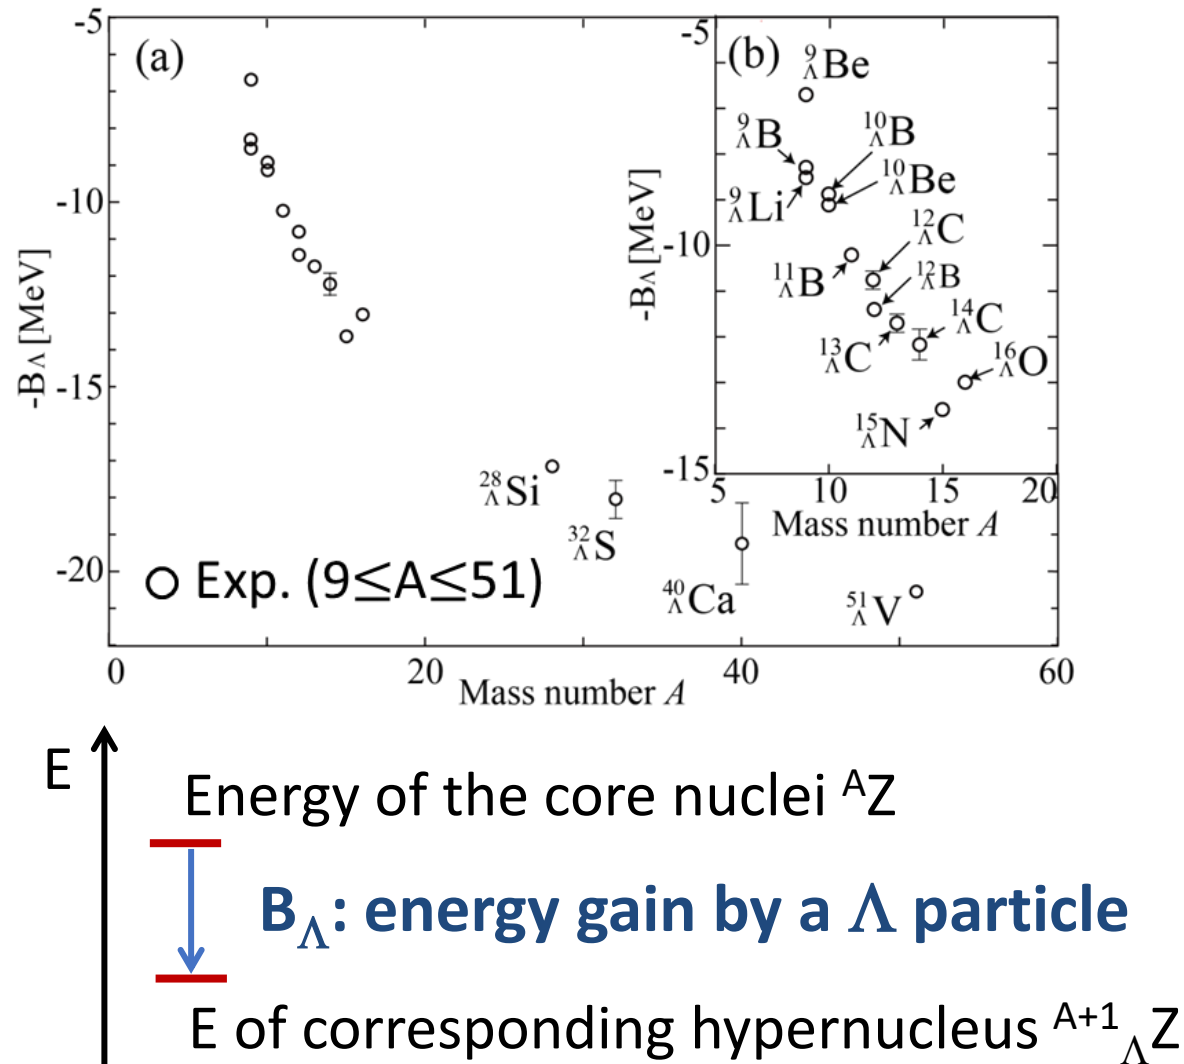 (a)
-5
-10
-15
-20
-BΛ [MeV]
0
20
40
60
Mass number A
²⁸ΛSi
³²ΛS
⁴⁰ΛCa
⁵¹ΛV
Exp. (9≤A≤51)
(b)
-5
-10
-15
-BΛ [MeV]
⁹ΛBe
⁹ΛB
¹⁰ΛB
¹⁰ΛBe
⁹ΛLi
¹²ΛC
¹¹ΛB
¹²ΛB
¹⁴ΛC
¹³ΛC
¹⁶ΛO
¹⁵ΛN
5
10
15
20
Mass number A
E
Energy of the core nuclei ᴬZ
BΛ: energy gain by a Λ particle
E of corresponding hypernucleus ᴬ⁺¹ΛZ